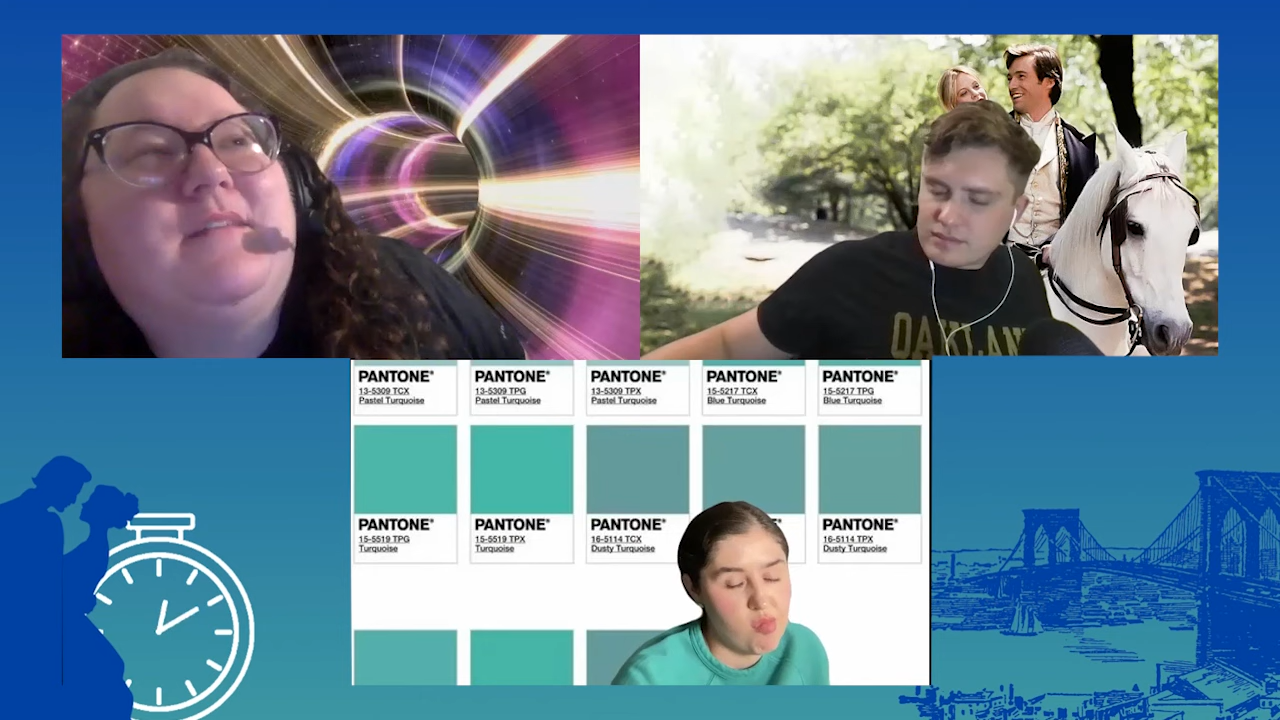 OAKLAN
PANTONE® PANTONE® PANTONE® PANTONE® PANTONE®
13-5309 TCX 13-5309 TPG 13-5309 TPX 15-5217 TCX 15-5217 TPG
Pastel Turquoise Pastel Turquoise Pastel Turquoise Blue Turquoise Blue Turquoise
PANTONE® PANTONE® PANTONE® PANTONE®
15-5519 TPG 15-5519 TPX 16-5114 TCX 16-5114 TPX
Turquoise Turquoise Dusty Turquoise Dusty Turquoise